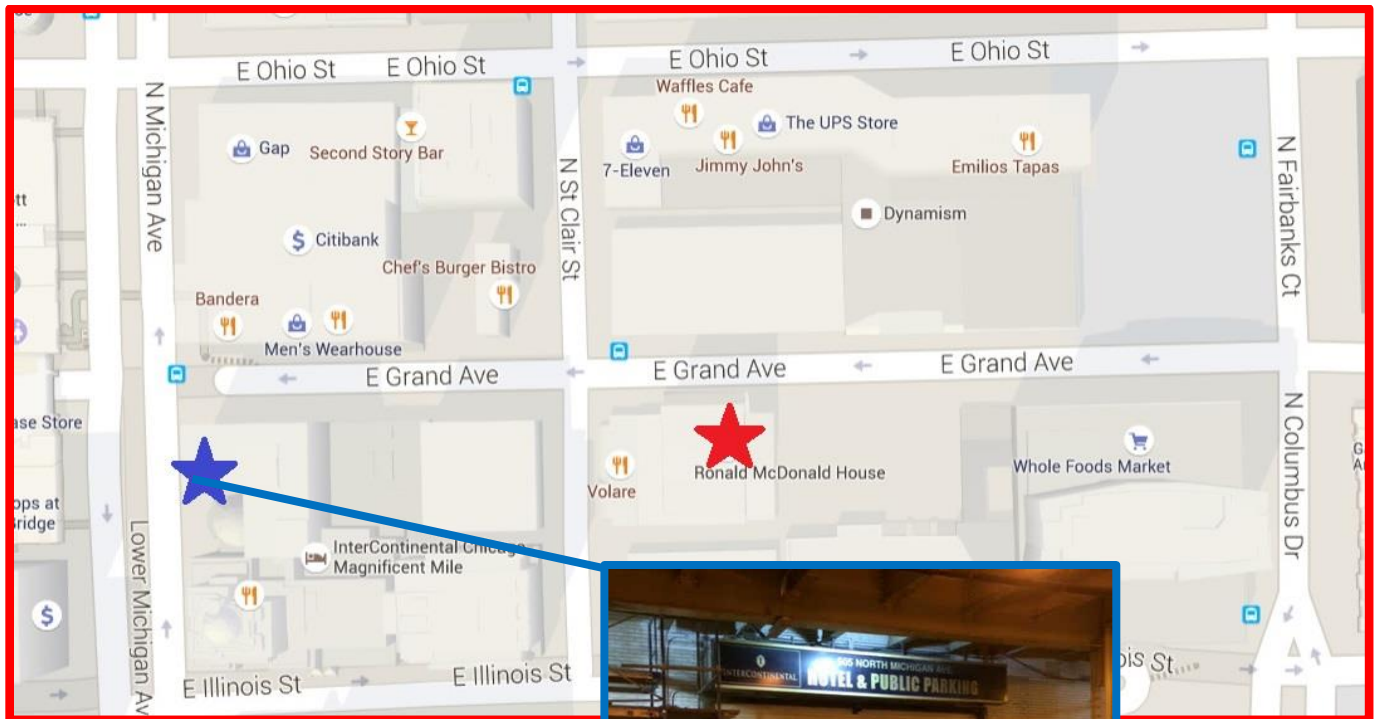 E Ohio St
E Ohio St
E Ohio St
E Ohio St
Waffles Cafe
N Michigan Ave
Gap
Second Story Bar
The UPS Store
7-Eleven
Jimmy John's
Emilios Tapas
N St Clair St
N Fairbanks Ct
tt
...
Citibank
Dynamism
Chef's Burger Bistro
Bandera
Men's Wearhouse
E Grand Ave
E Grand Ave
E Grand Ave
ase Store
Volare
Ronald McDonald House
Whole Foods Market
N Columbus Dr
ops at
ridge
Lower Michigan Av
InterContinental Chicago
Magnificent Mile
E Illinois St
E Illinois St
ois St
INTERCONTINENTAL
505 NORTH MICHIGAN AVE
HOTEL & PUBLIC PARKING